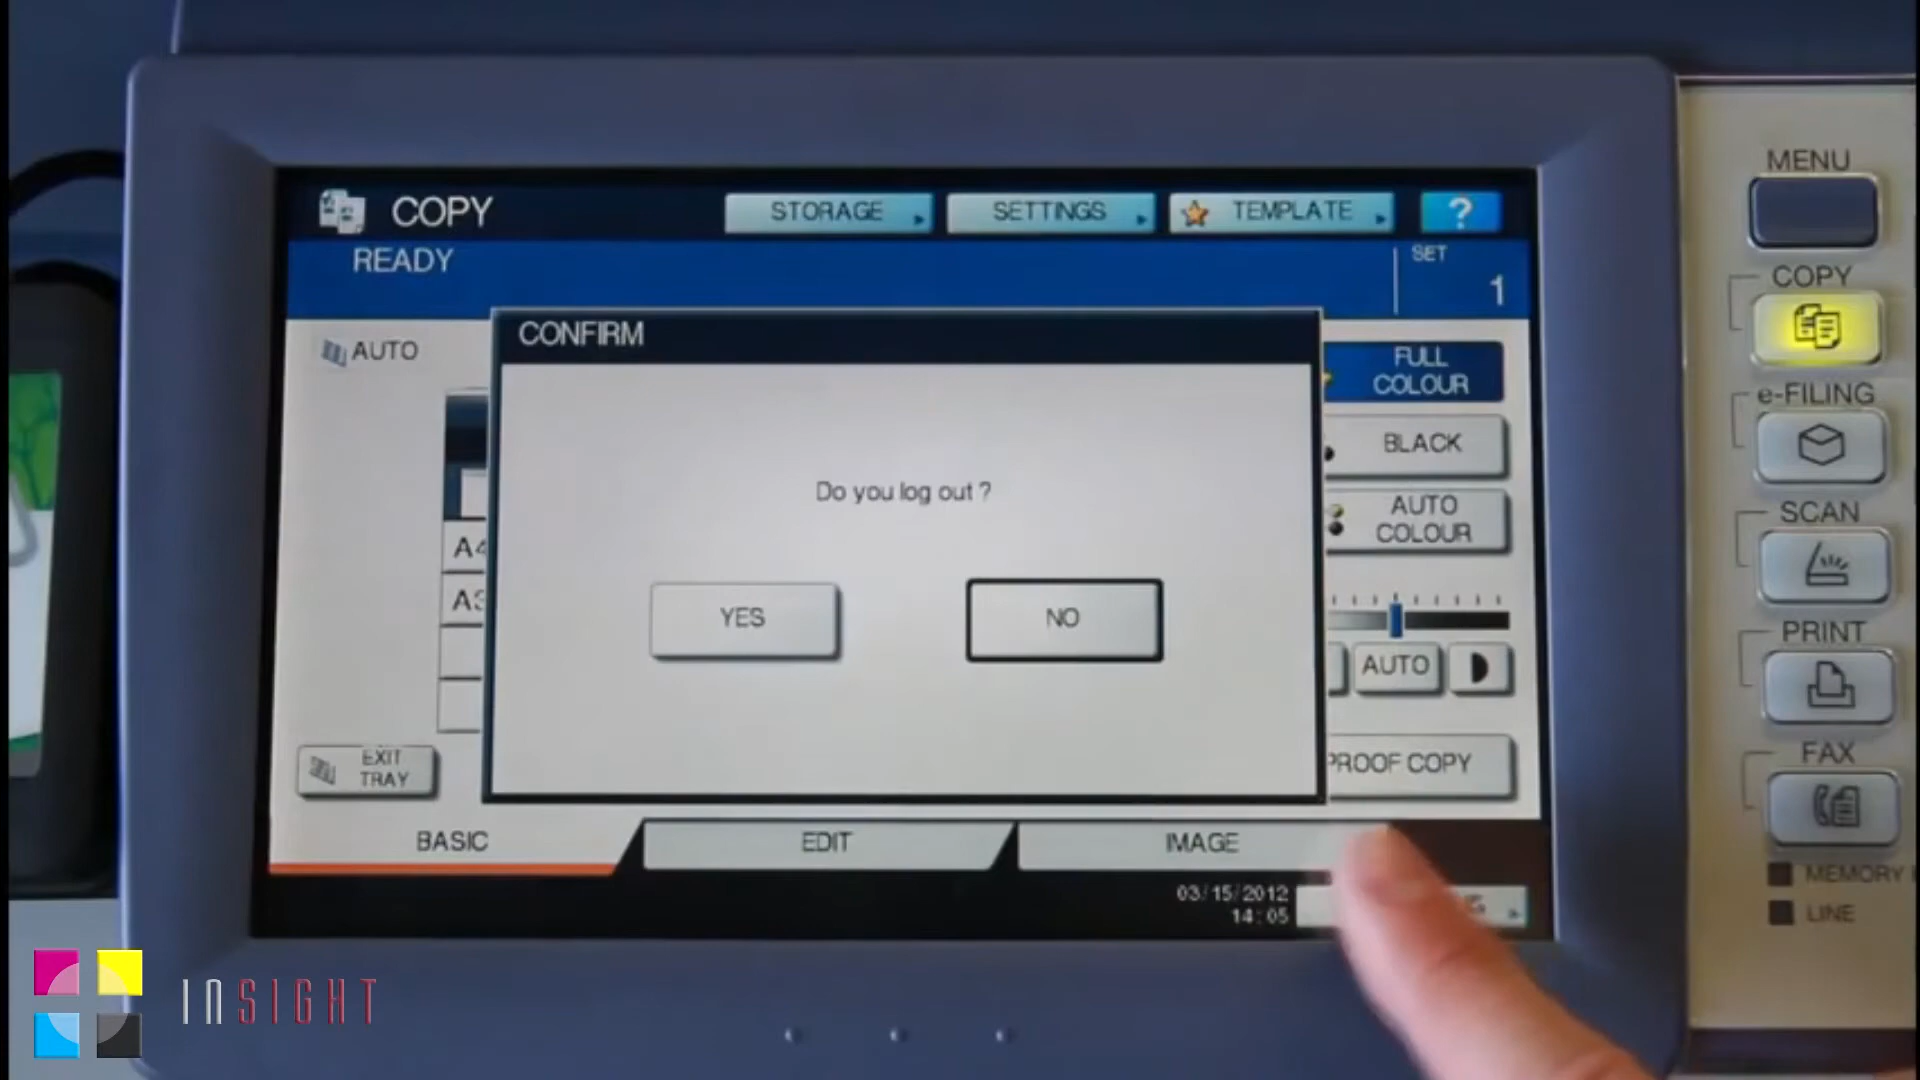 MENU
COPY
STORAGE
SETTINGS
TEMPLATE
?
READY
SET
1
COPY
CONFIRM
AUTO
FULL
COLOUR
e-FILING
BLACK
Do you log out ?
AUTO
COLOUR
SCAN
A4
A3
YES
NO
PRINT
AUTO
EXIT
TRAY
PROOF COPY
FAX
BASIC
EDIT
IMAGE
MEMORY
LINE
03/15/2012
14:05
INSIGHT